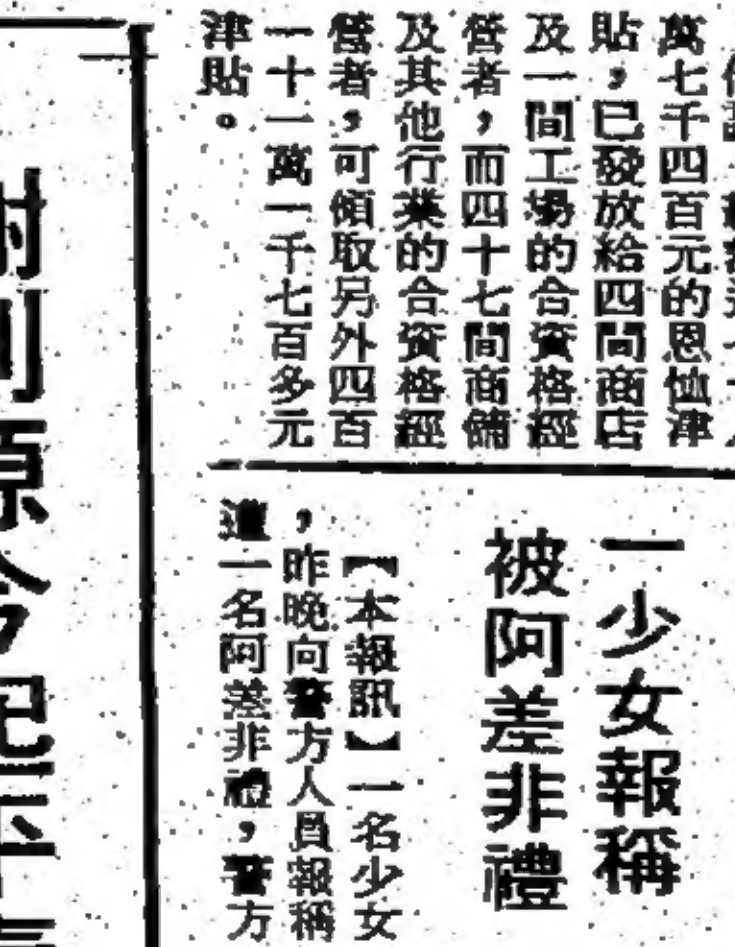 萬七千四百元的恩恤津
貼，已發放給四間商店
及一間工場的合資格經
營者，而四十七間商舖
及其他行業的合資格經
營者，可領取另外四百
一十一萬一千七百多元
津貼。
一少女報稱
被阿差非禮
【本報訊】一名少女
，昨晚向警方人員報稱
遭一名阿差非禮，警方